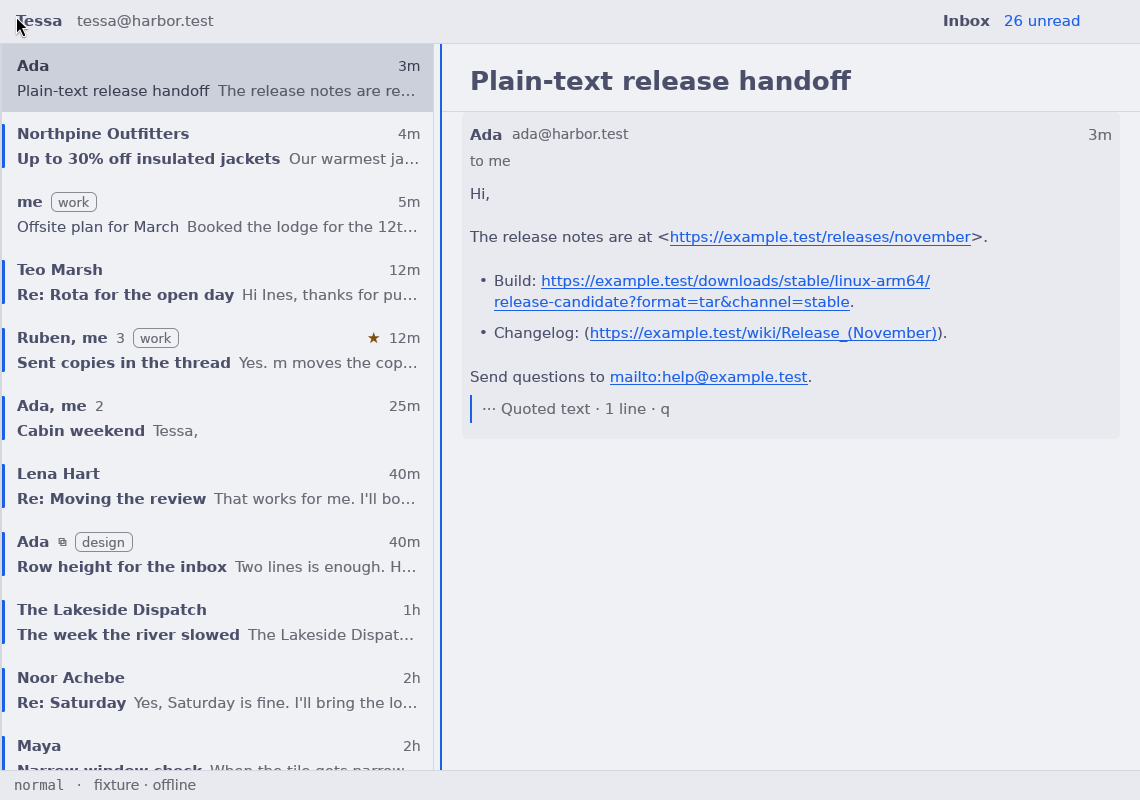 Tessa tessa@harbor.test
Inbox 26 unread
Ada 3m
Plain-text release handoff The release notes are re…
Northpine Outfitters 4m
Up to 30% off insulated jackets Our warmest ja…
me work 5m
Offsite plan for March Booked the lodge for the 12t…
Teo Marsh 12m
Re: Rota for the open day Hi Ines, thanks for pu…
Ruben, me 3 work ★ 12m
Sent copies in the thread Yes. m moves the cop…
Ada, me 2 25m
Cabin weekend Tessa,
Lena Hart 40m
Re: Moving the review That works for me. I'll bo…
Ada ⧉ design 40m
Row height for the inbox Two lines is enough. H…
The Lakeside Dispatch 1h
The week the river slowed The Lakeside Dispat…
Noor Achebe 2h
Re: Saturday Yes, Saturday is fine. I'll bring the lo…
Maya 2h
Narrow window check When the tile gets narrow…
Plain-text release handoff
Ada ada@harbor.test 3m
to me
Hi,
The release notes are at <https://example.test/releases/november>.
• Build: https://example.test/downloads/stable/linux-arm64/
release-candidate?format=tar&channel=stable.
• Changelog: (https://example.test/wiki/Release_(November)).
Send questions to mailto:help@example.test.
··· Quoted text · 1 line · q
normal · fixture · offline